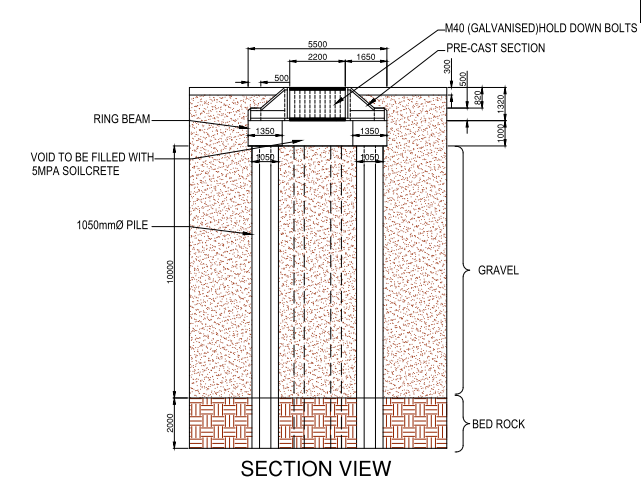 M40 (GALVANISED)HOLD DOWN BOLTS
5500
PRE-CAST SECTION
2200
1650
300
500
500
820
1320
RING BEAM
1350
1350
1000
VOID TO BE FILLED WITH
5MPA SOILCRETE
1050
1050
1050mmØ PILE
10000
GRAVEL
2000
BED ROCK
SECTION VIEW